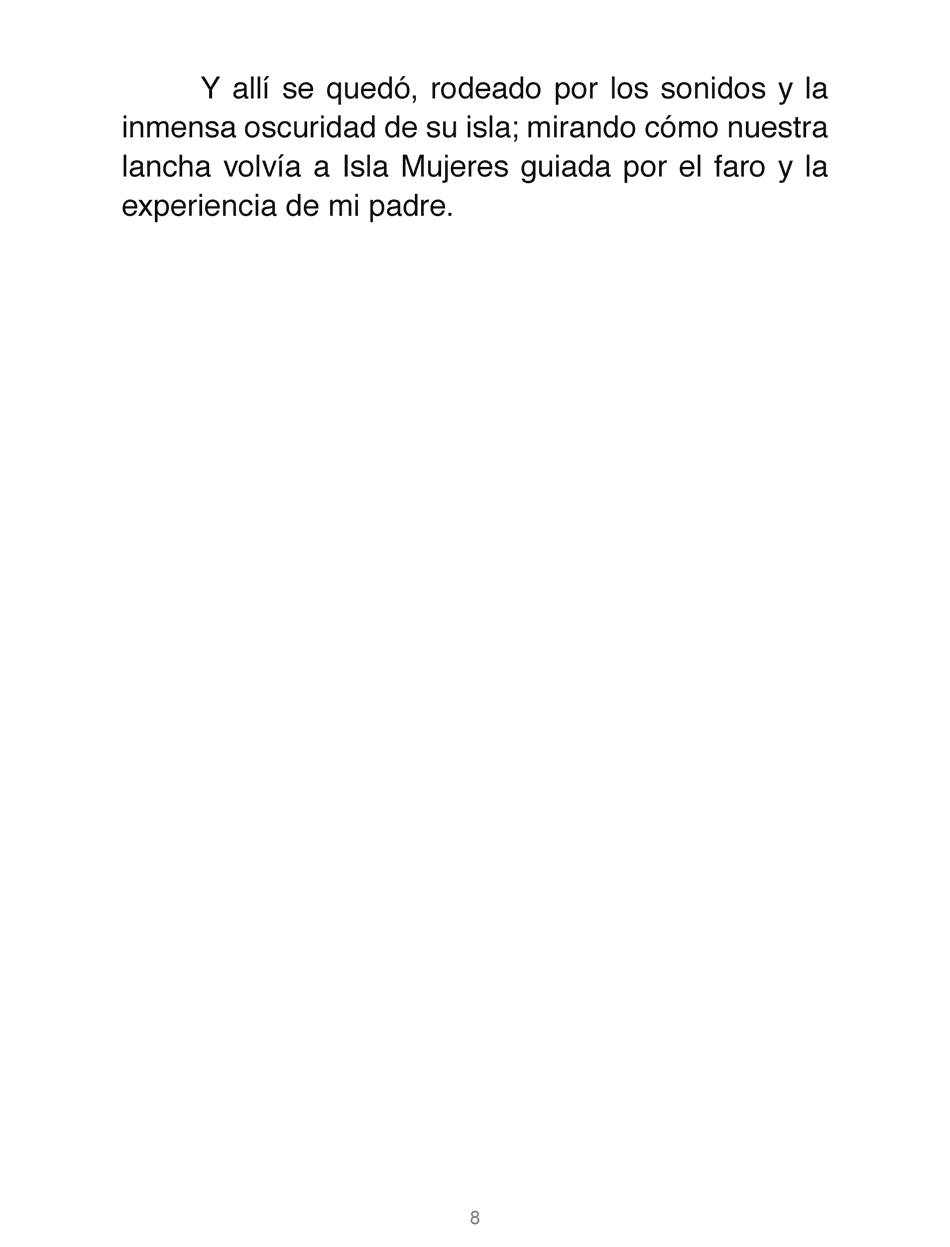 Y allí se quedó, rodeado por los sonidos y la
inmensa oscuridad de su isla; mirando cómo nuestra
lancha volvía a Isla Mujeres guiada por el faro y la
experiencia de mi padre.
8